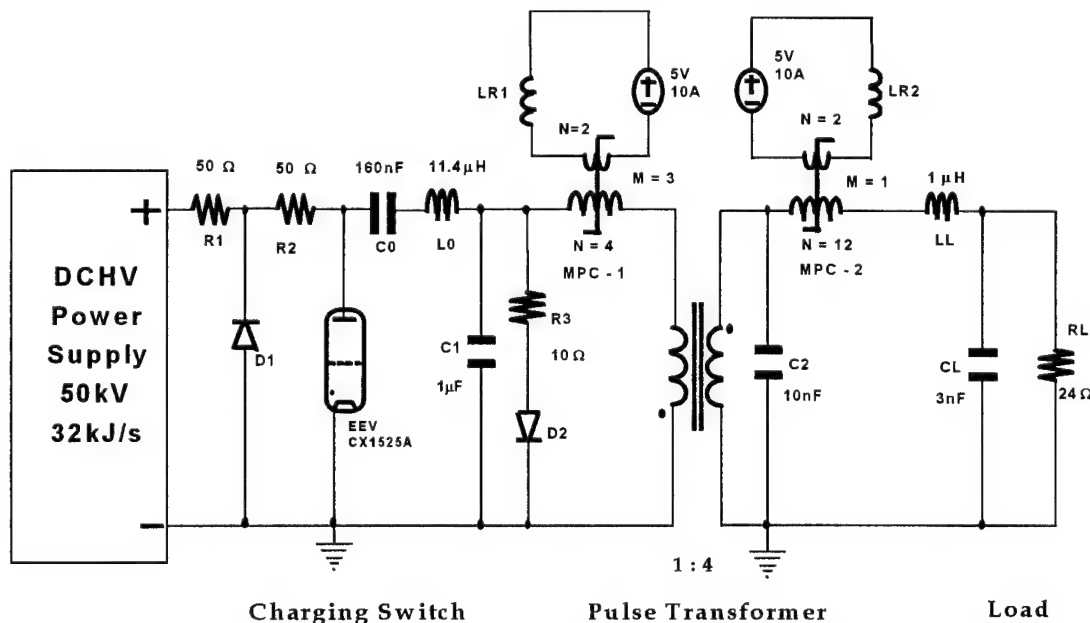 5V
10A
LR1
N=2
5V
10A
LR2
N = 2
50 Ω
50 Ω
160nF
11.4µH
M = 3
M = 1
1 µH
+
R1
R2
C0
L0
N = 4
MPC - 1
N = 12
MPC - 2
LL
DCHV
Power
Supply
50kV
32kJ/s
D1
EEV
CX1525A
C1
1µF
R3
10Ω
D2
C2
10nF
CL
3nF
RL
24Ω
−
1 : 4
Charging Switch
Pulse Transformer
Load